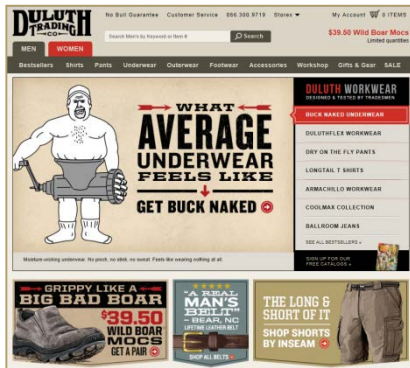 DULUTH
TRADING
CO
No Bull Guarantee Customer Service 866.300.9719 Stores My Account 0 ITEMS
Search Men's by Keyword or Item # Search
$39.50 Wild Boar Mocs
Limited quantities
MEN WOMEN
Bestsellers Shirts Pants Underwear Outerwear Footwear Accessories Workshop Gifts & Gear SALE
WHAT
AVERAGE
UNDERWEAR
FEELS LIKE
GET BUCK NAKED
Moisture-wicking underwear. No pinch, no stink, no sweat. Feels like wearing nothing at all.
DULUTH WORKWEAR
DESIGNED & TESTED BY TRADESMEN
BUCK NAKED UNDERWEAR
DULUTHFLEX WORKWEAR
DRY ON THE FLY PANTS
LONGTAIL T SHIRTS
ARMACHILLO WORKWEAR
COOLMAX COLLECTION
BALLROOM JEANS
SEE ALL BESTSELLERS »
SIGN UP FOR OUR
FREE CATALOGS »
GRIPPY LIKE A
BIG BAD BOAR
$39.50
WILD BOAR
MOCS
GET A PAIR
"A REAL
MAN'S
BELT"
~ BEAR, NC
LIFETIME LEATHER BELT
SHOP ALL BELTS
THE LONG &
SHORT OF IT
SHOP SHORTS
BY INSEAM